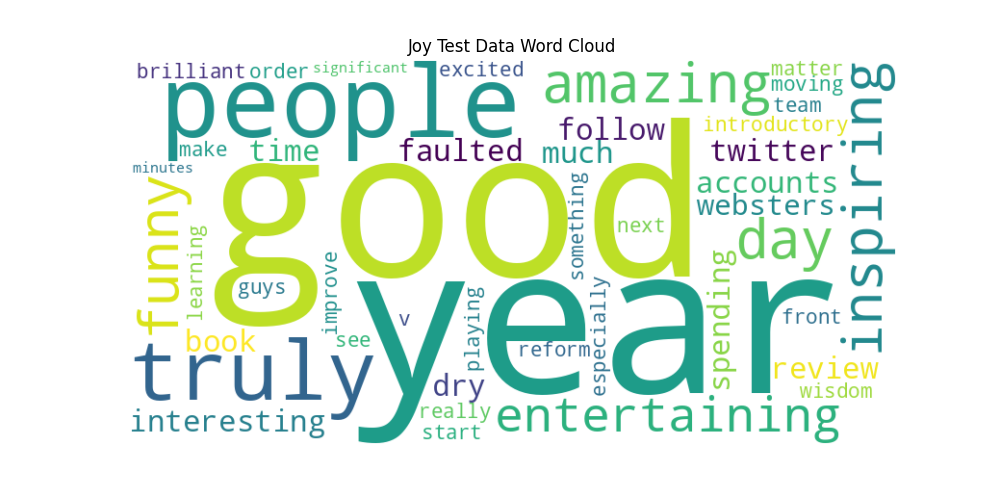 Joy Test Data Word Cloud
brilliant order significant excited
people
amazing
matter
moving
team
inspiring
make time faulted follow much introductory twitter
minutes
good
accounts
websters
funny
learning
something
next
day
guys
improve
year
v
playing
especially
spending
front
book
see
reform
truly
dry
review
wisdom
interesting
really
start
entertaining